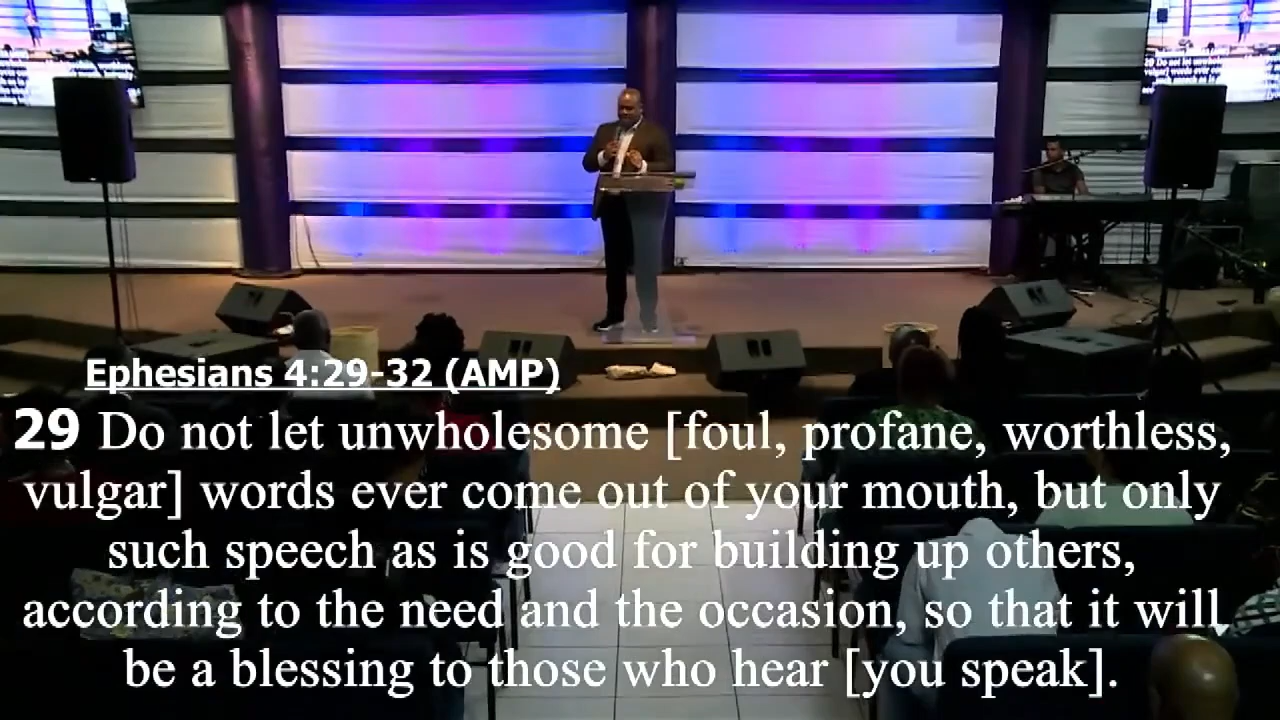 Ephesians 4:29-32 (AMP)
29 Do not let unwholesome [foul, profane, worthless,
vulgar] words ever come out of your mouth, but only
such speech as is good for building up others,
according to the need and the occasion, so that it will
be a blessing to those who hear [you speak].